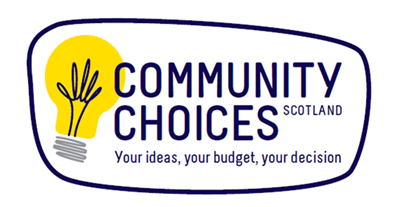 COMMUNITY
CHOICES SCOTLAND
Your ideas, your budget, your decision